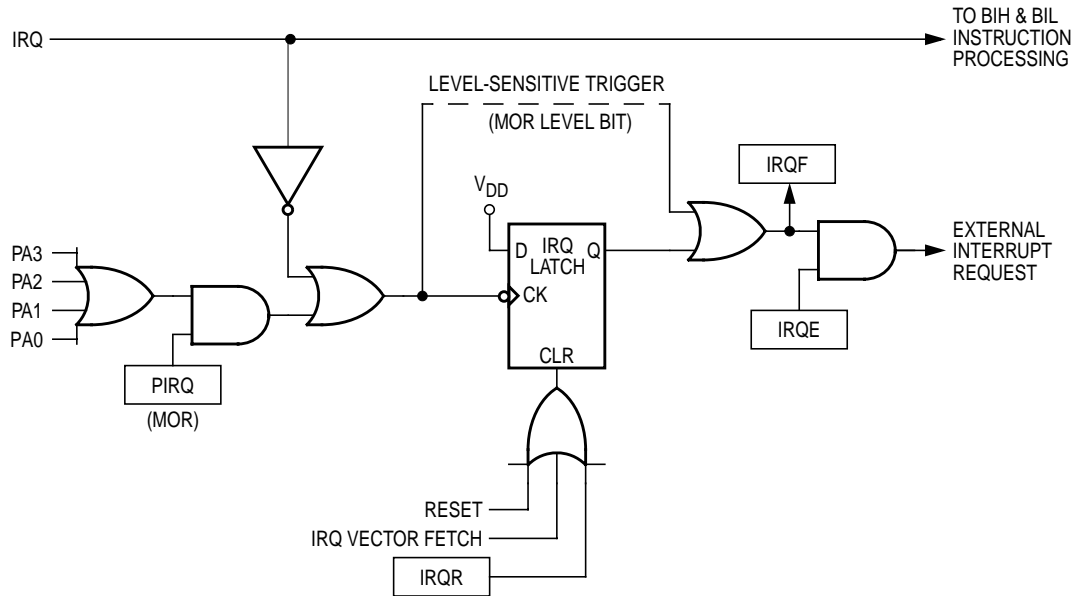 IRQ
TO BIH & BIL
INSTRUCTION
PROCESSING
LEVEL-SENSITIVE TRIGGER
(MOR LEVEL BIT)
IRQF
VDD
D
IRQ
LATCH
Q
CK
CLR
EXTERNAL
INTERRUPT
REQUEST
IRQE
PA3
PA2
PA1
PA0
PIRQ
(MOR)
RESET
IRQ VECTOR FETCH
IRQR